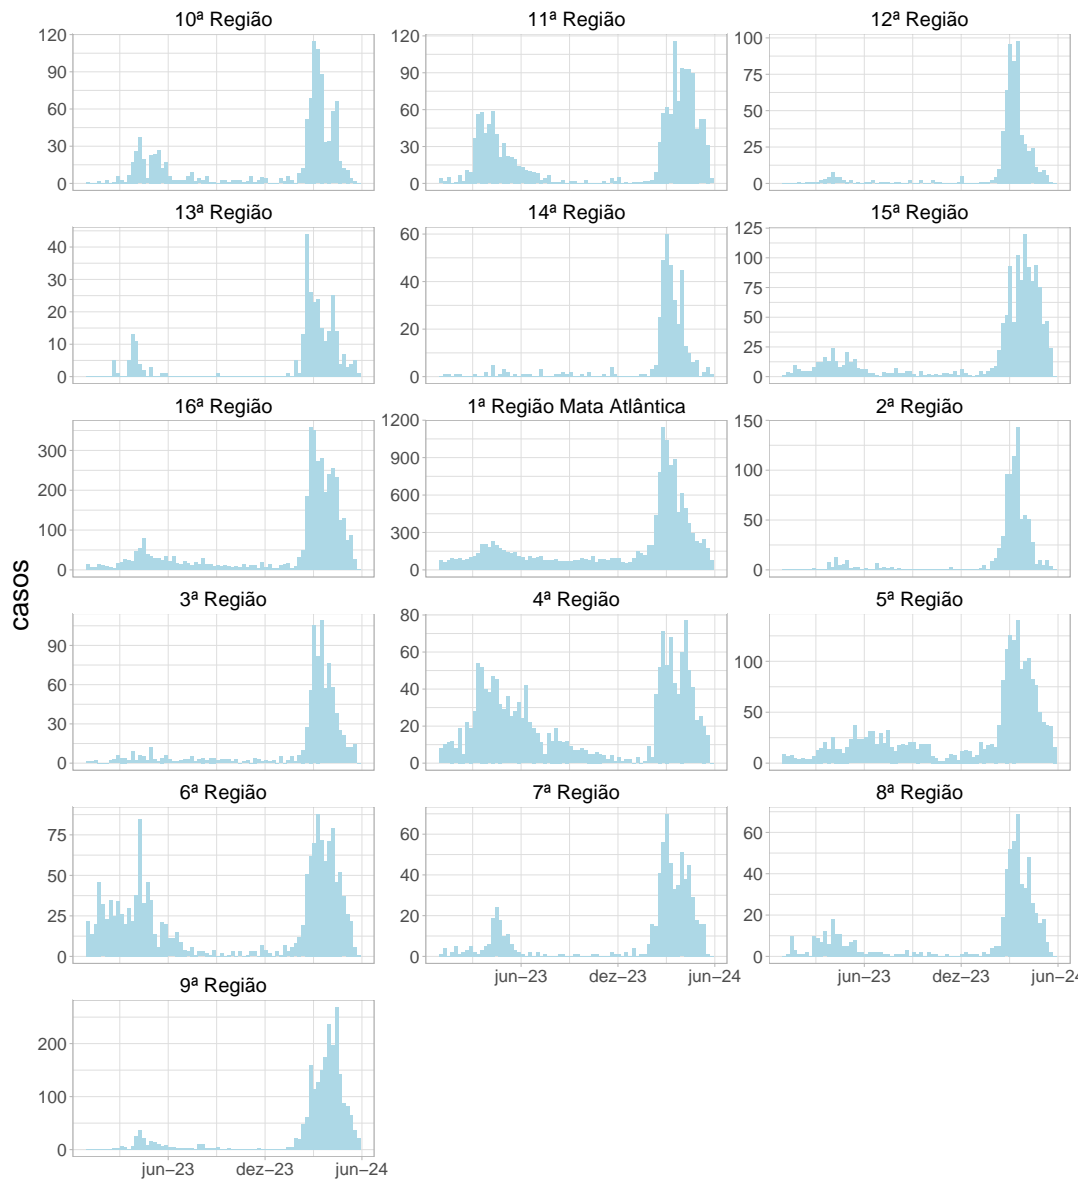 10ª Região 11ª Região 12ª Região
120 90 60 30 0
120 90 60 30 0
100 75 50 25 0
13ª Região 14ª Região 15ª Região
40 30 20 10 0
60 40 20 0
125 100 75 50 25 0
16ª Região 1ª Região Mata Atlântica 2ª Região
300 200 100 0
1200 900 600 300 0
150 100 50 0
casos
3ª Região 4ª Região 5ª Região
90 60 30 0
80 60 40 20 0
100 50 0
6ª Região 7ª Região 8ª Região
75 50 25 0
60 40 20 0
60 40 20 0
jun−23 dez−23 jun−24 jun−23 dez−23 jun−24
9ª Região
200 100 0
jun−23 dez−23 jun−24